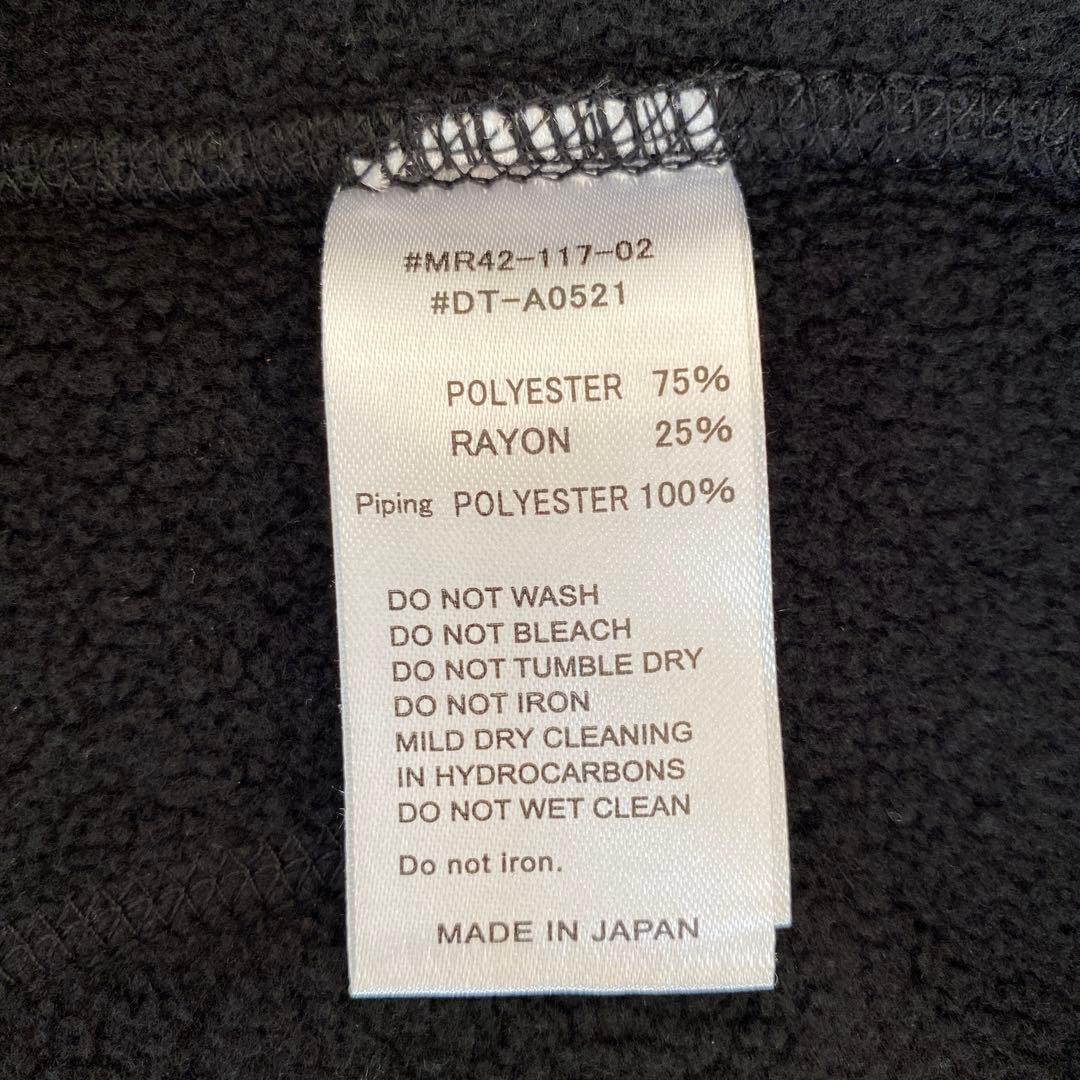 #MR42-117-02
#DT-A0521
POLYESTER 75%
RAYON 25%
Piping POLYESTER 100%
DO NOT WASH
DO NOT BLEACH
DO NOT TUMBLE DRY
DO NOT IRON
MILD DRY CLEANING
IN HYDROCARBONS
DO NOT WET CLEAN
Do not iron.
MADE IN JAPAN